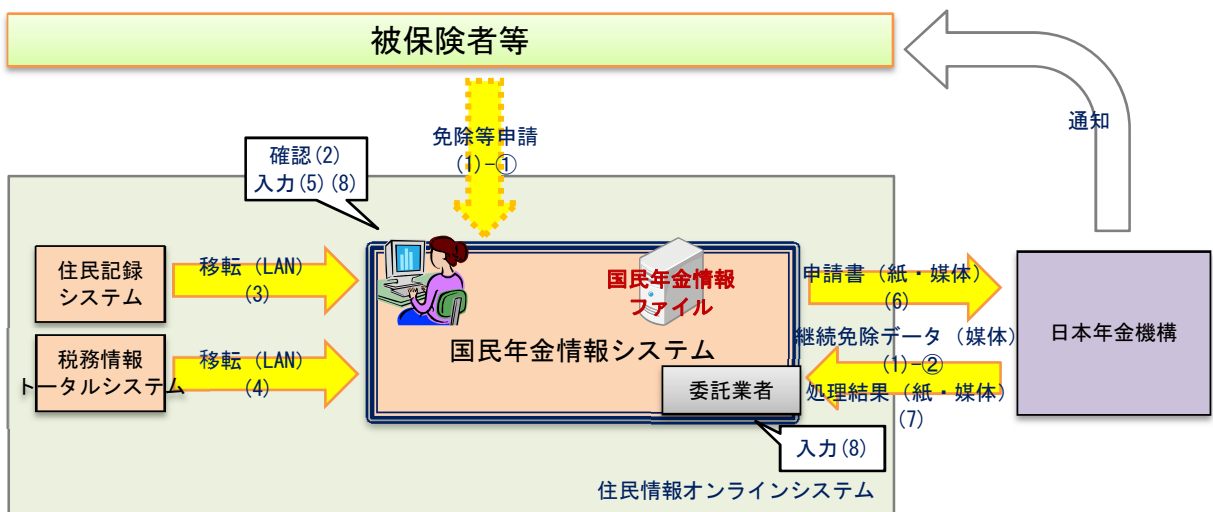 被保険者等
通知
免除等申請
(1)-①
確認(2)
入力(5)(8)
住民記録
システム
移転(LAN)
(3)
国民年金情報
ファイル
申請書(紙・媒体)
(6)
日本年金機構
税務情報
トータルシステム
移転(LAN)
(4)
国民年金情報システム
継続免除データ(媒体)
(1)-②
委託業者
処理結果(紙・媒体)
(7)
入力(8)
住民情報オンラインシステム